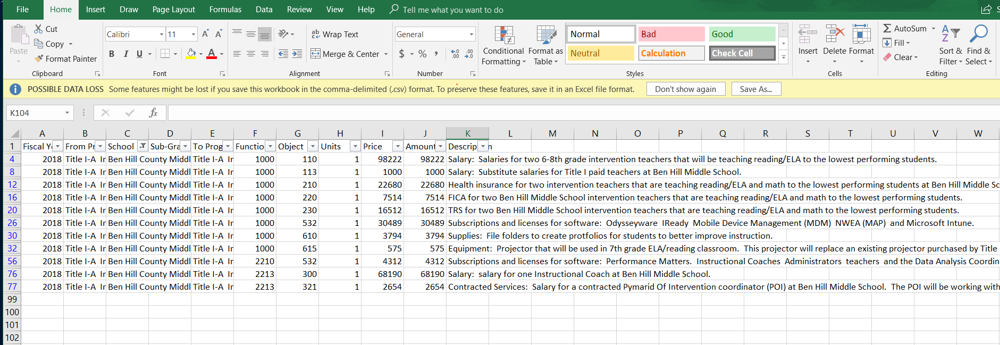 File Home Insert Draw Page Layout Formulas Data Review View Help Tell me what you want to do
Paste
Cut
Copy
Format Painter
Clipboard
Calibri 11 A A
B I U A
Font
ab Wrap Text
Merge & Center
Alignment
General
$ % , .00
Number
Conditional Formatting
Format as Table
Normal Bad Good
Neutral Calculation Check Cell
Styles
Insert Delete Format
Cells
AutoSum
Fill
Clear
Sort & Filter
Find & Select
Editing
POSSIBLE DATA LOSS Some features might be lost if you save this workbook in the comma-delimited (.csv) format. To preserve these features, save it in an Excel file format. Don't show again Save As...
K104 fx
A B C D E F G H I J K L M N O P Q R S T U V W
1 Fiscal Y From Pr School Sub-Gra To Prog Functio Object Units Price Amount Descrip n
4 2018 Title I-A Ir Ben Hill County Middl Title I-A Ir 1000 110 1 98222 98222 Salary: Salaries for two 6-8th grade intervention teachers that will be teaching reading/ELA to the lowest performing students.
8 2018 Title I-A Ir Ben Hill County Middl Title I-A Ir 1000 113 1 1000 1000 Salary: Substitute salaries for Title I paid teachers at Ben Hill Middle School.
12 2018 Title I-A Ir Ben Hill County Middl Title I-A Ir 1000 210 1 22680 22680 Health insurance for two intervention teachers that are teaching reading/ELA and math to the lowest performing students at Ben Hill Middle Sc
16 2018 Title I-A Ir Ben Hill County Middl Title I-A Ir 1000 220 1 7514 7514 FICA for two Ben Hill Middle School intervention teachers that are teaching reading/ELA and math to the lowest performing students.
20 2018 Title I-A Ir Ben Hill County Middl Title I-A Ir 1000 230 1 16512 16512 TRS for two Ben Hill Middle School intervention teachers that are teaching reading/ELA and math to the lowest performing students.
26 2018 Title I-A Ir Ben Hill County Middl Title I-A Ir 1000 532 1 30489 30489 Subscriptions and licenses for software: Odysseyware IReady Mobile Device Management (MDM) NWEA (MAP) and Microsoft Intune.
30 2018 Title I-A Ir Ben Hill County Middl Title I-A Ir 1000 610 1 3794 3794 Supplies: File folders to create protfolios for students to better improve instruction.
32 2018 Title I-A Ir Ben Hill County Middl Title I-A Ir 1000 615 1 575 575 Equipment: Projector that will be used in 7th grade ELA/reading classroom. This projector will replace an existing projector purchased by Title
56 2018 Title I-A Ir Ben Hill County Middl Title I-A Ir 2210 532 1 4312 4312 Subscriptions and licenses for software: Performance Matters. Instructional Coaches Administrators teachers and the Data Analysis Coordin
76 2018 Title I-A Ir Ben Hill County Middl Title I-A Ir 2213 300 1 68190 68190 Salary: salary for one Instructional Coach at Ben Hill Middle School.
77 2018 Title I-A Ir Ben Hill County Middl Title I-A Ir 2213 321 1 2654 2654 Contracted Services: Salary for a contracted Pymarid Of Intervention coordinator (POI) at Ben Hill Middle School. The POI will be working with
99
100
101
102